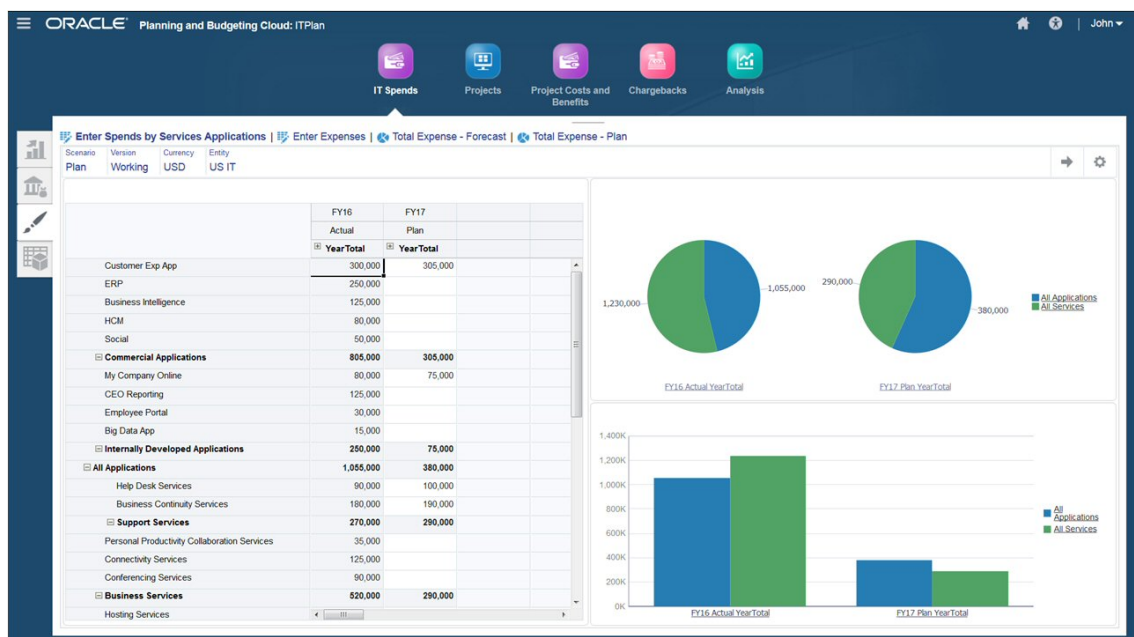 ORACLE® Planning and Budgeting Cloud: ITPlan John
IT Spends Projects Project Costs and Benefits Chargebacks Analysis
Enter Spends by Services Applications | Enter Expenses | Total Expense - Forecast | Total Expense - Plan
Scenario Version Currency Entity
Plan Working USD US IT
FY16 FY17
Actual Plan
YearTotal YearTotal
Customer Exp App 300,000 305,000
ERP 250,000
Business Intelligence 125,000
HCM 80,000
Social 50,000
Commercial Applications 805,000 305,000
My Company Online 80,000 75,000
CEO Reporting 125,000
Employee Portal 30,000
Big Data App 15,000
Internally Developed Applications 250,000 75,000
All Applications 1,055,000 380,000
Help Desk Services 90,000 100,000
Business Continuity Services 180,000 190,000
Support Services 270,000 290,000
Personal Productivity Collaboration Services 35,000
Connectivity Services 125,000
Conferencing Services 90,000
Business Services 520,000 290,000
Hosting Services
1,230,000 1,055,000 290,000 380,000
All Applications
All Services
FY16 Actual YearTotal FY17 Plan YearTotal
1,400K
1,200K
1,000K
800K
600K
400K
200K
0K
All
Applications
All Services
FY16 Actual YearTotal FY17 Plan YearTotal